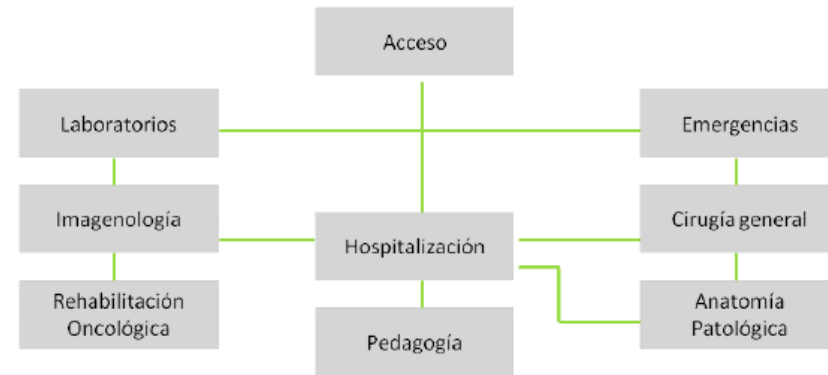 Acceso
Laboratorios
Emergencias
Imagenología
Hospitalización
Cirugía general
Rehabilitación
Oncológica
Pedagogía
Anatomía
Patológica